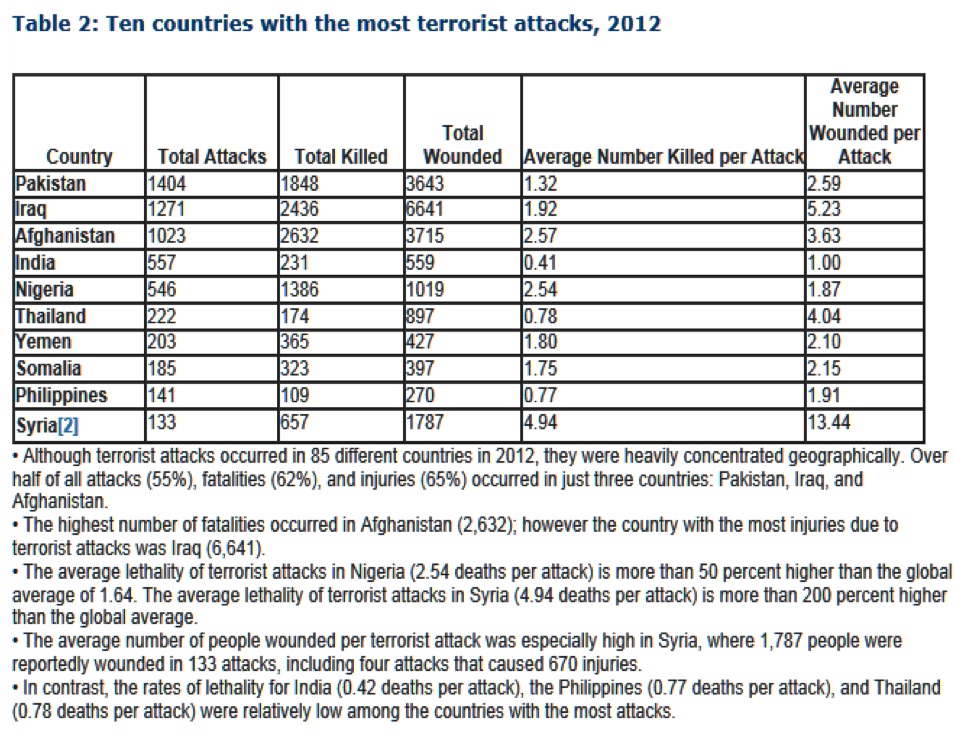 Table 2: Ten countries with the most terrorist attacks, 2012
Country Total Attacks Total Killed Total Wounded Average Number Killed per Attack Average Number Wounded per Attack
Pakistan 1404 1848 3643 1.32 2.59
Iraq 1271 2436 6641 1.92 5.23
Afghanistan 1023 2632 3715 2.57 3.63
India 557 231 559 0.41 1.00
Nigeria 546 1386 1019 2.54 1.87
Thailand 222 174 897 0.78 4.04
Yemen 203 365 427 1.80 2.10
Somalia 185 323 397 1.75 2.15
Philippines 141 109 270 0.77 1.91
Syria[2] 133 657 1787 4.94 13.44
• Although terrorist attacks occurred in 85 different countries in 2012, they were heavily concentrated geographically. Over
half of all attacks (55%), fatalities (62%), and injuries (65%) occurred in just three countries: Pakistan, Iraq, and
Afghanistan.
• The highest number of fatalities occurred in Afghanistan (2,632); however the country with the most injuries due to
terrorist attacks was Iraq (6,641).
• The average lethality of terrorist attacks in Nigeria (2.54 deaths per attack) is more than 50 percent higher than the global
average of 1.64. The average lethality of terrorist attacks in Syria (4.94 deaths per attack) is more than 200 percent higher
than the global average.
• The average number of people wounded per terrorist attack was especially high in Syria, where 1,787 people were
reportedly wounded in 133 attacks, including four attacks that caused 670 injuries.
• In contrast, the rates of lethality for India (0.42 deaths per attack), the Philippines (0.77 deaths per attack), and Thailand
(0.78 deaths per attack) were relatively low among the countries with the most attacks.